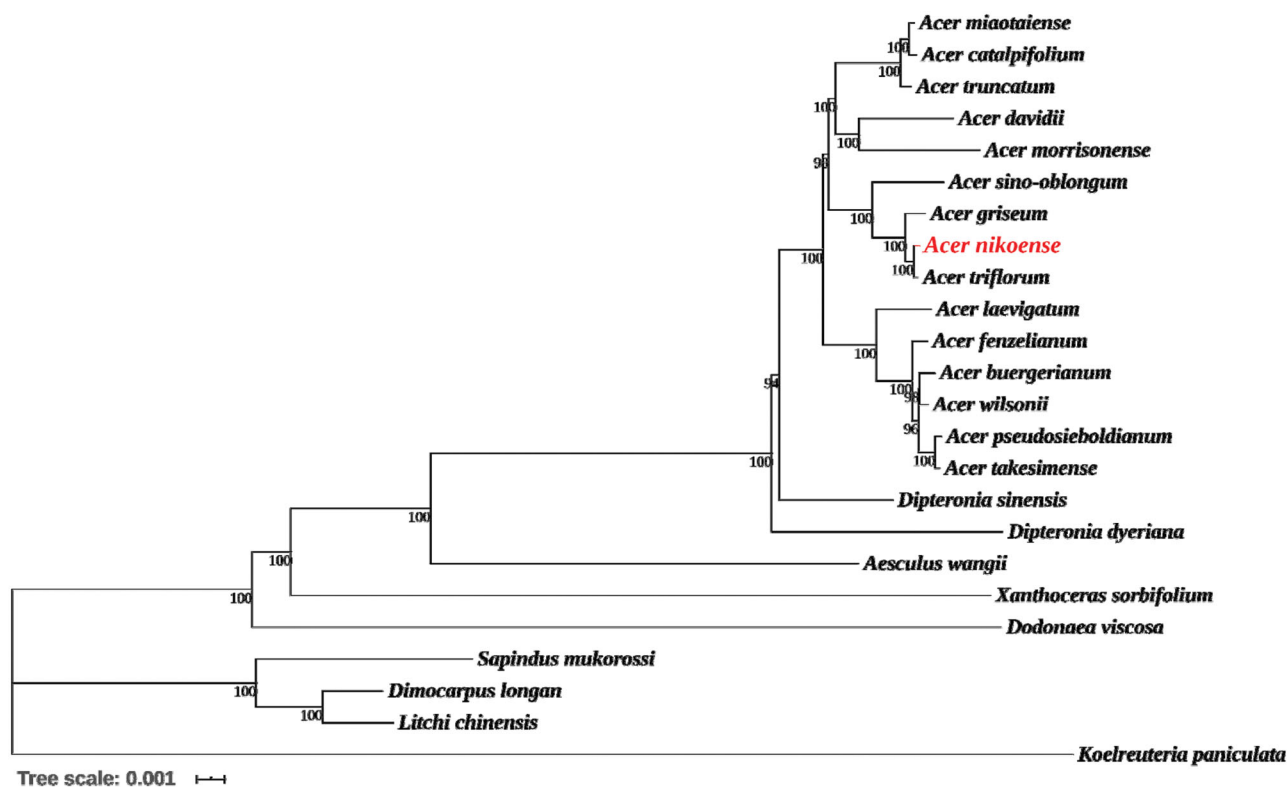 Acer miaotaiense
100
Acer catalpifolium
100
Acer truncatum
100
Acer davidii
100
Acer morrisonense
Acer sino-oblongum
100
Acer griseum
100
Acer nikoense
100
Acer triflorum
100
Acer laevigatum
100
Acer fenzelianum
94
Acer buergerianum
100
98
Acer wilsonii
96
Acer pseudosieboldianum
100
100
Acer takesimense
Dipteronia sinensis
100
Dipteronia dyeriana
100
Aesculus wangii
100
Xanthoceras sorbifolium
Dodonaea viscosa
Sapindus mukorossi
100
Dimocarpus longan
100
Litchi chinensis
Koelreuteria paniculata
Tree scale: 0.001